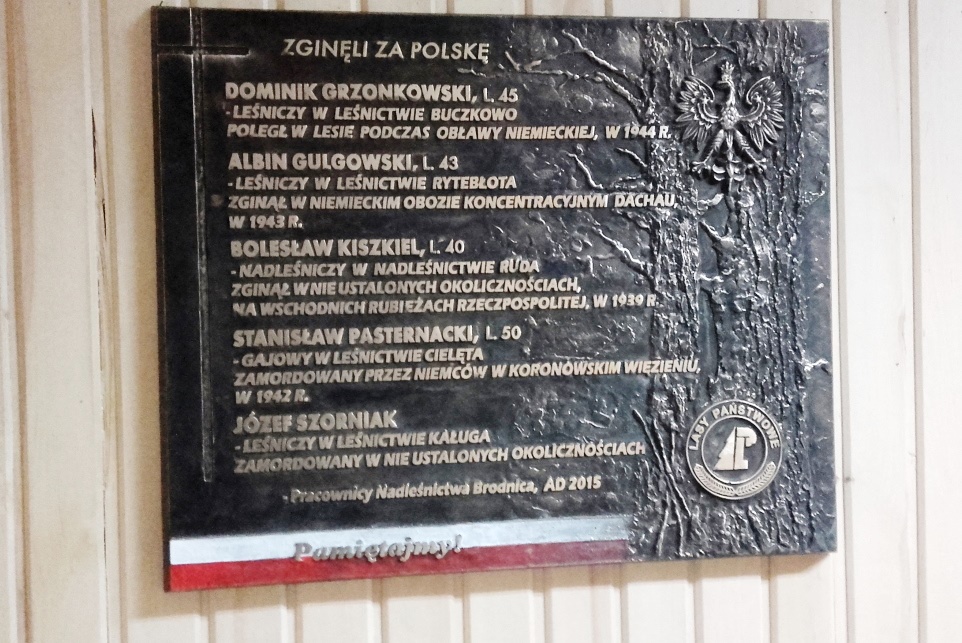 ZGINĘLI ZA POLSKĘ
DOMINIK GRZONKOWSKI, L. 45
- LEŚNICZY W LEŚNICTWIE BUCZKOWO
POLEGŁ W LESIE PODCZAS OBŁAWY NIEMIECKIEJ, W 1944 R.
ALBIN GULGOWSKI, L. 43
- LEŚNICZY W LEŚNICTWIE RYTEBŁOTA
ZGINĄŁ W NIEMIECKIM OBOZIE KONCENTRACYJNYM DACHAU,
W 1943 R.
BOLESŁAW KISZKIEL, L. 40
- NADLEŚNICZY W NADLEŚNICTWIE RUDA
ZGINĄŁ W NIE USTALONYCH OKOLICZNOŚCIACH,
NA WSCHODNICH RUBIEŻACH RZECZPOSPOLITEJ, W 1939 R.
STANISŁAW PASTERNACKI, L. 50
- GAJOWY W LEŚNICTWIE CIELĘTA
ZAMORDOWANY PRZEZ NIEMCÓW W KORONOWSKIM WIĘZIENIU,
W 1942 R.
JÓZEF SZORNIAK
- LEŚNICZY W LEŚNICTWIE KAŁUGA
ZAMORDOWANY W NIE USTALONYCH OKOLICZNOŚCIACH
LASY PAŃSTWOWE
- Pracownicy Nadleśnictwa Brodnica, AD 2015
Pamiętajmy!